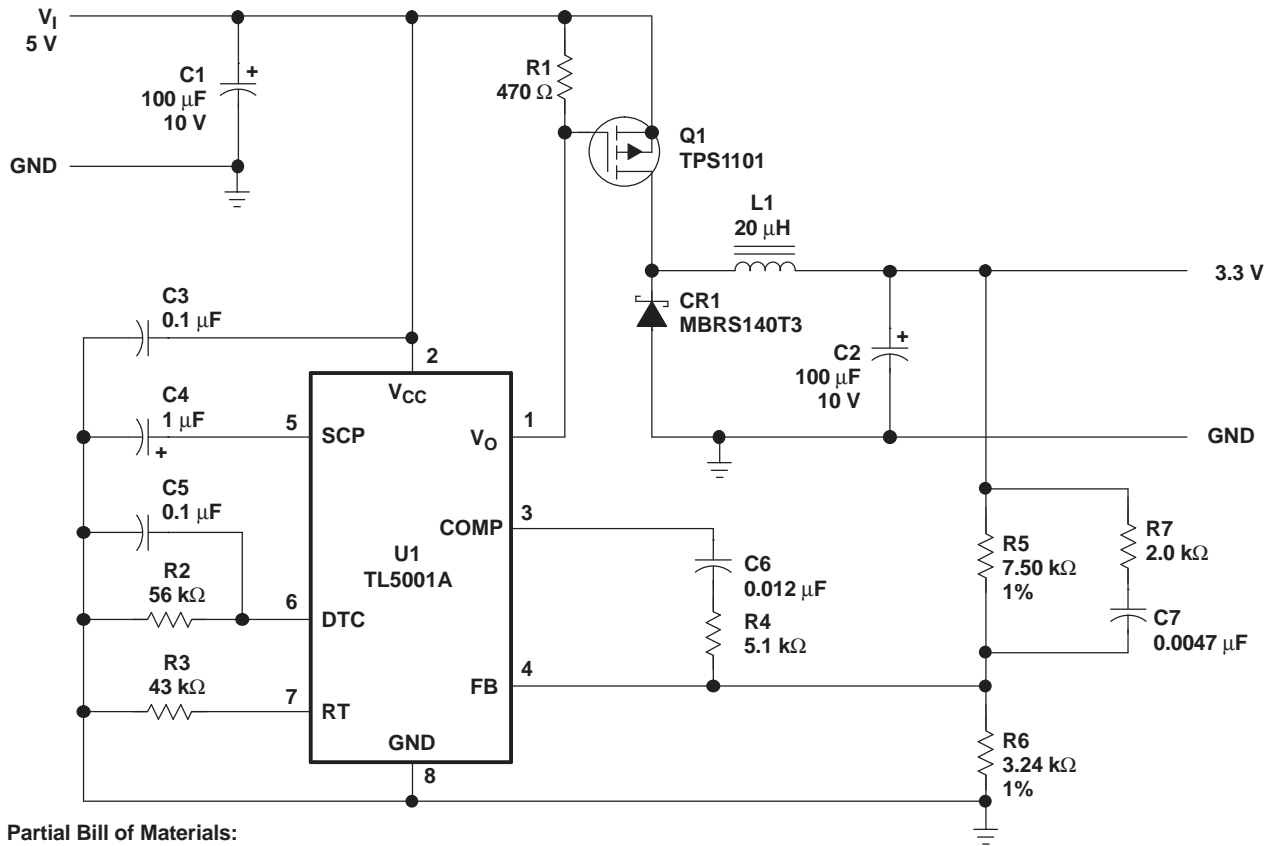 V_I
5 V
C1
100 μF
10 V
+
GND
R1
470 Ω
Q1
TPS1101
L1
20 μH
3.3 V
CR1
MBRS140T3
C2
100 μF
10 V
+
GND
C3
0.1 μF
2
V_CC
C4
1 μF
+
5
SCP
1
V_O
C5
0.1 μF
3
COMP
U1
TL5001A
R2
56 kΩ
6
DTC
C6
0.012 μF
R4
5.1 kΩ
R5
7.50 kΩ
1%
R7
2.0 kΩ
C7
0.0047 μF
R3
43 kΩ
7
RT
4
FB
GND
8
R6
3.24 kΩ
1%
Partial Bill of Materials: